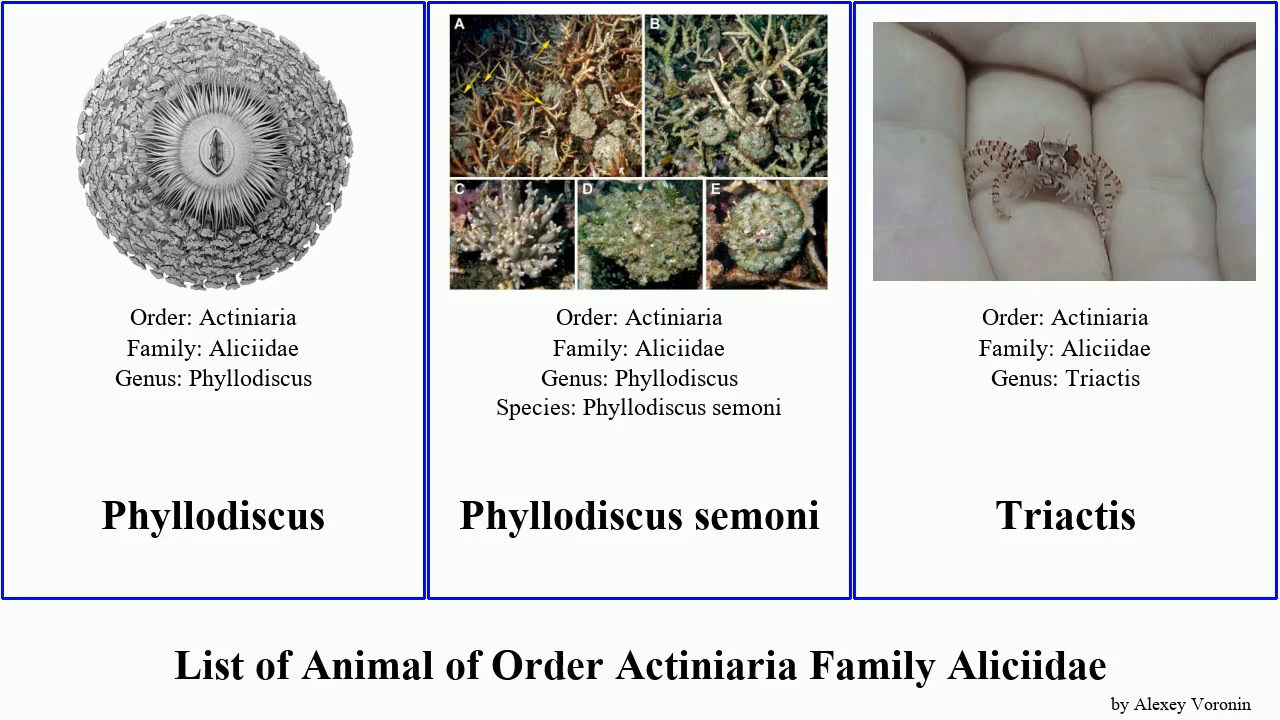 A
B
C
D
E
Order: Actiniaria
Family: Aliciidae
Genus: Phyllodiscus
Phyllodiscus
Order: Actiniaria
Family: Aliciidae
Genus: Phyllodiscus
Species: Phyllodiscus semoni
Phyllodiscus semoni
Order: Actiniaria
Family: Aliciidae
Genus: Triactis
Triactis
List of Animal of Order Actiniaria Family Aliciidae
by Alexey Voronin